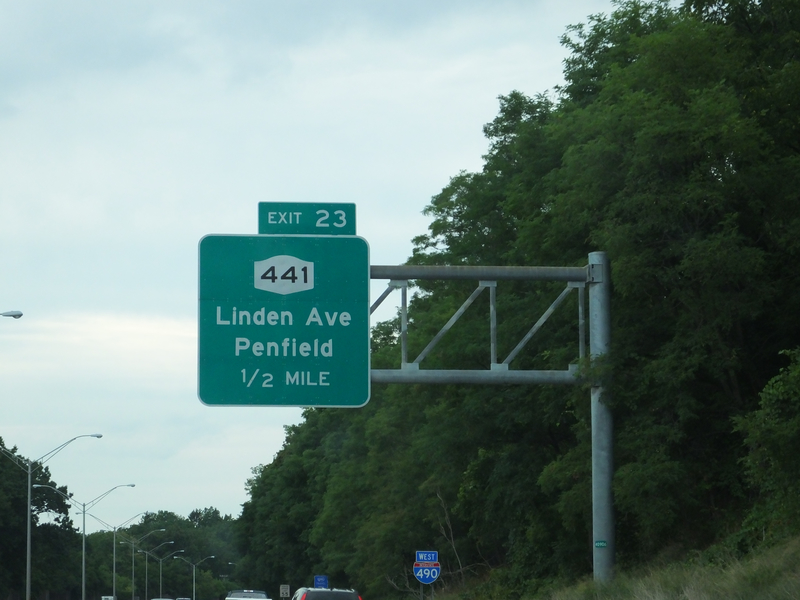 EXIT 23
441
Linden Ave
Penfield
1/2 MILE
WEST
490